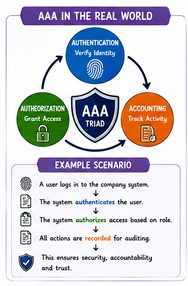 AAA IN THE REAL WORLD
AUTHENTICATION
Verify Identity
AUTHORIZATION
Grant Access
AAA
TRIAD
ACCOUNTING
Track Activity
EXAMPLE SCENARIO
A user logs in to the company system.
The system authenticates the user.
The system authorizes access based on role.
All actions are recorded for auditing.
This ensures security, accountability
and trust.